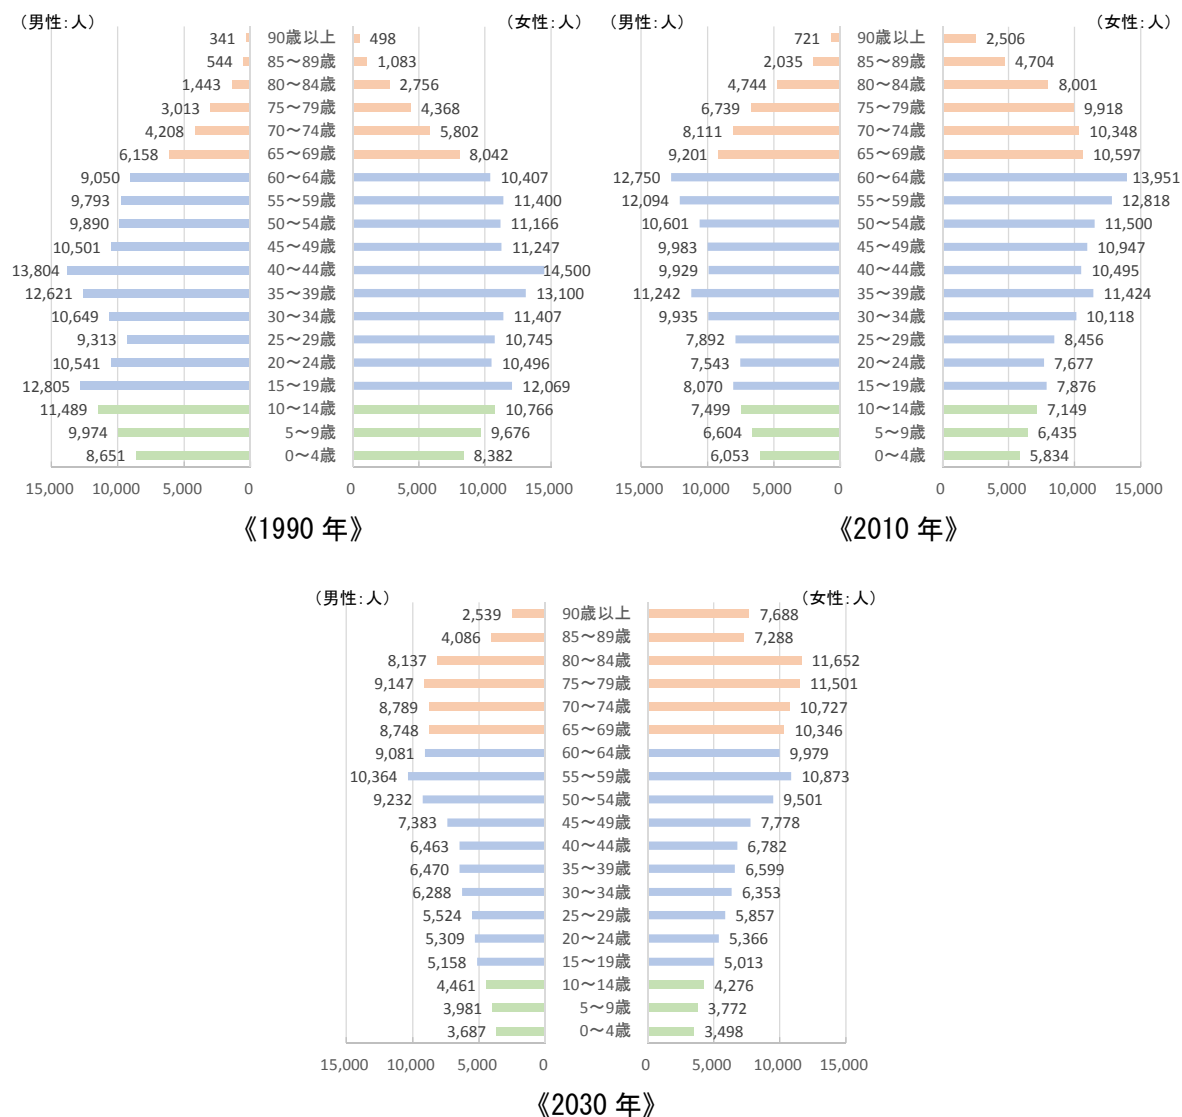 （男性：人） （女性：人）
341 90歳以上 498
544 85～89歳 1,083
1,443 80～84歳 2,756
3,013 75～79歳 4,368
4,208 70～74歳 5,802
6,158 65～69歳 8,042
9,050 60～64歳 10,407
9,793 55～59歳 11,400
9,890 50～54歳 11,166
10,501 45～49歳 11,247
13,804 40～44歳 14,500
12,621 35～39歳 13,100
10,649 30～34歳 11,407
9,313 25～29歳 10,745
10,541 20～24歳 10,496
12,805 15～19歳 12,069
11,489 10～14歳 10,766
9,974 5～9歳 9,676
8,651 0～4歳 8,382
15,000 10,000 5,000 0 0 5,000 10,000 15,000
《1990 年》
（男性：人） （女性：人）
721 90歳以上 2,506
2,035 85～89歳 4,704
4,744 80～84歳 8,001
6,739 75～79歳 9,918
8,111 70～74歳 10,348
9,201 65～69歳 10,597
12,750 60～64歳 13,951
12,094 55～59歳 12,818
10,601 50～54歳 11,500
9,983 45～49歳 10,947
9,929 40～44歳 10,495
11,242 35～39歳 11,424
9,935 30～34歳 10,118
7,892 25～29歳 8,456
7,543 20～24歳 7,677
8,070 15～19歳 7,876
7,499 10～14歳 7,149
6,604 5～9歳 6,435
6,053 0～4歳 5,834
15,000 10,000 5,000 0 0 5,000 10,000 15,000
《2010 年》
（男性：人） （女性：人）
2,539 90歳以上 7,688
4,086 85～89歳 7,288
8,137 80～84歳 11,652
9,147 75～79歳 11,501
8,789 70～74歳 10,727
8,748 65～69歳 10,346
9,081 60～64歳 9,979
10,364 55～59歳 10,873
9,232 50～54歳 9,501
7,383 45～49歳 7,778
6,463 40～44歳 6,782
6,470 35～39歳 6,599
6,288 30～34歳 6,353
5,524 25～29歳 5,857
5,309 20～24歳 5,366
5,158 15～19歳 5,013
4,461 10～14歳 4,276
3,981 5～9歳 3,772
3,687 0～4歳 3,498
15,000 10,000 5,000 0 0 5,000 10,000 15,000
《2030 年》